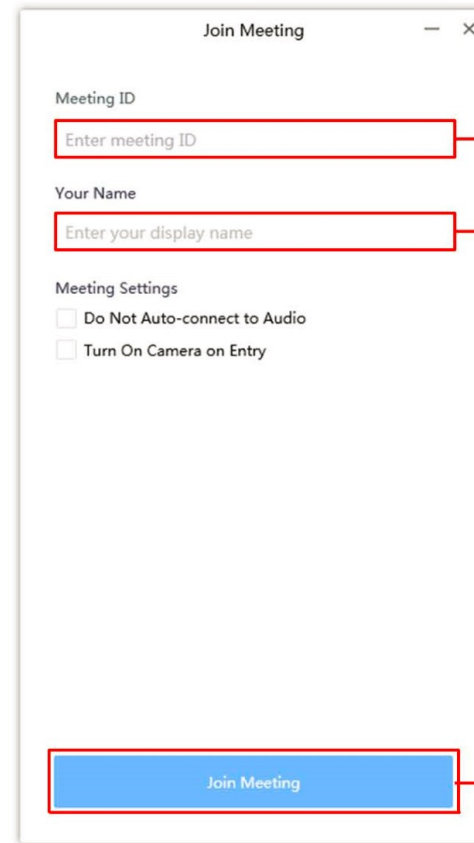 Join Meeting
Meeting ID
Enter meeting ID
Your Name
Enter your display name
Meeting Settings
Do Not Auto-connect to Audio
Turn On Camera on Entry
Join Meeting